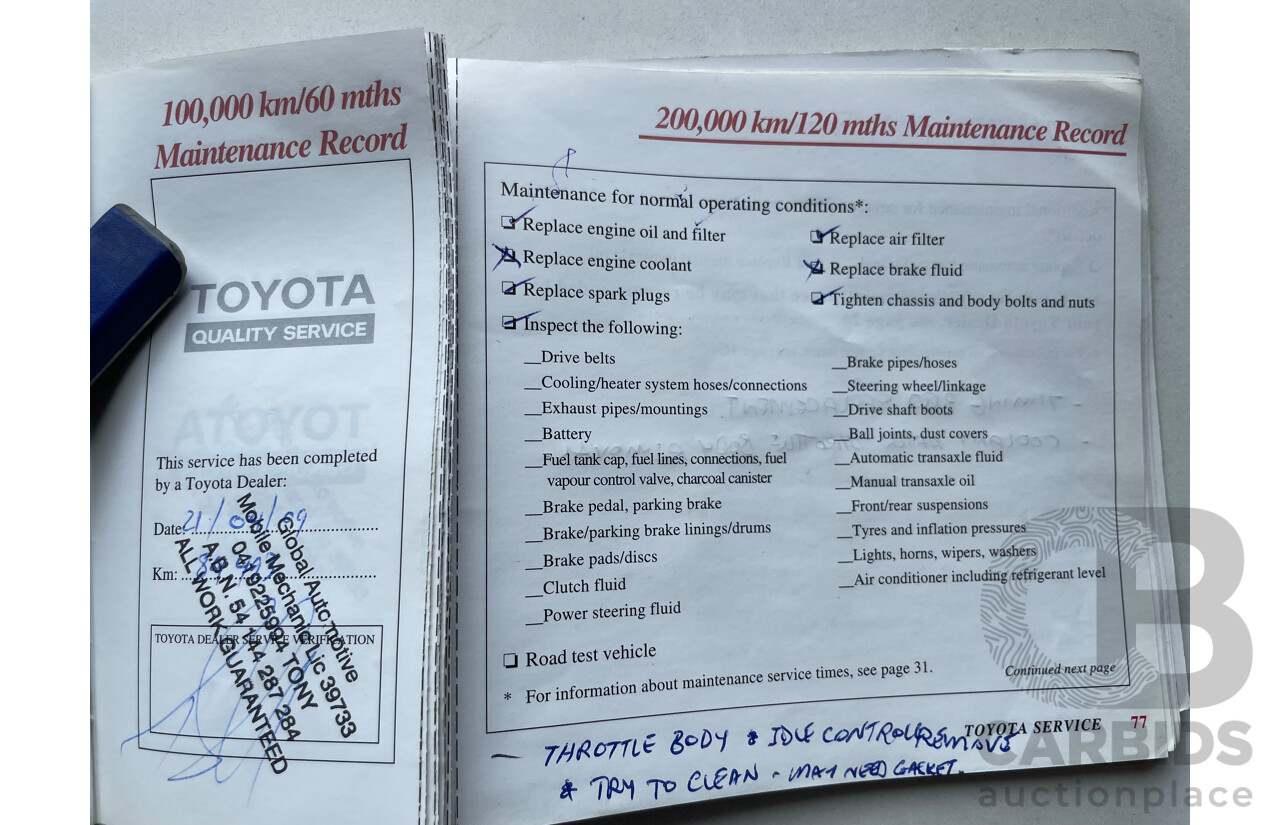 100,000 km/60 mths
Maintenance Record
TOYOTA
QUALITY SERVICE
This service has been completed
by a Toyota Dealer:
Date: 21/ /09
Km:
TOYOTA DEALER SERVICE VERIFICATION
Global Automotive
Mobile Mechanic Lic 39733
TONY
A.B.N. 54 144 287 284
ALL WORK GUARANTEED
200,000 km/120 mths Maintenance Record
Maintenance for normal operating conditions*:
Replace engine oil and filter
Replace air filter
Replace engine coolant
Replace brake fluid
Replace spark plugs
Tighten chassis and body bolts and nuts
Inspect the following:
__Drive belts
__Cooling/heater system hoses/connections
__Exhaust pipes/mountings
__Battery
__Fuel tank cap, fuel lines, connections, fuel
vapour control valve, charcoal canister
__Brake pedal, parking brake
__Brake/parking brake linings/drums
__Brake pads/discs
__Clutch fluid
__Power steering fluid
__Brake pipes/hoses
__Steering wheel/linkage
__Drive shaft boots
__Ball joints, dust covers
__Automatic transaxle fluid
__Manual transaxle oil
__Front/rear suspensions
__Tyres and inflation pressures
__Lights, horns, wipers, washers
__Air conditioner including refrigerant level
Road test vehicle
* For information about maintenance service times, see page 31.
Continued next page
TOYOTA SERVICE 77
- THROTTLE BODY & IDLE CONTROL REMOVE
& TRY TO CLEAN - MAY NEED GASKET.
CB
CARBIDS
auctionplace